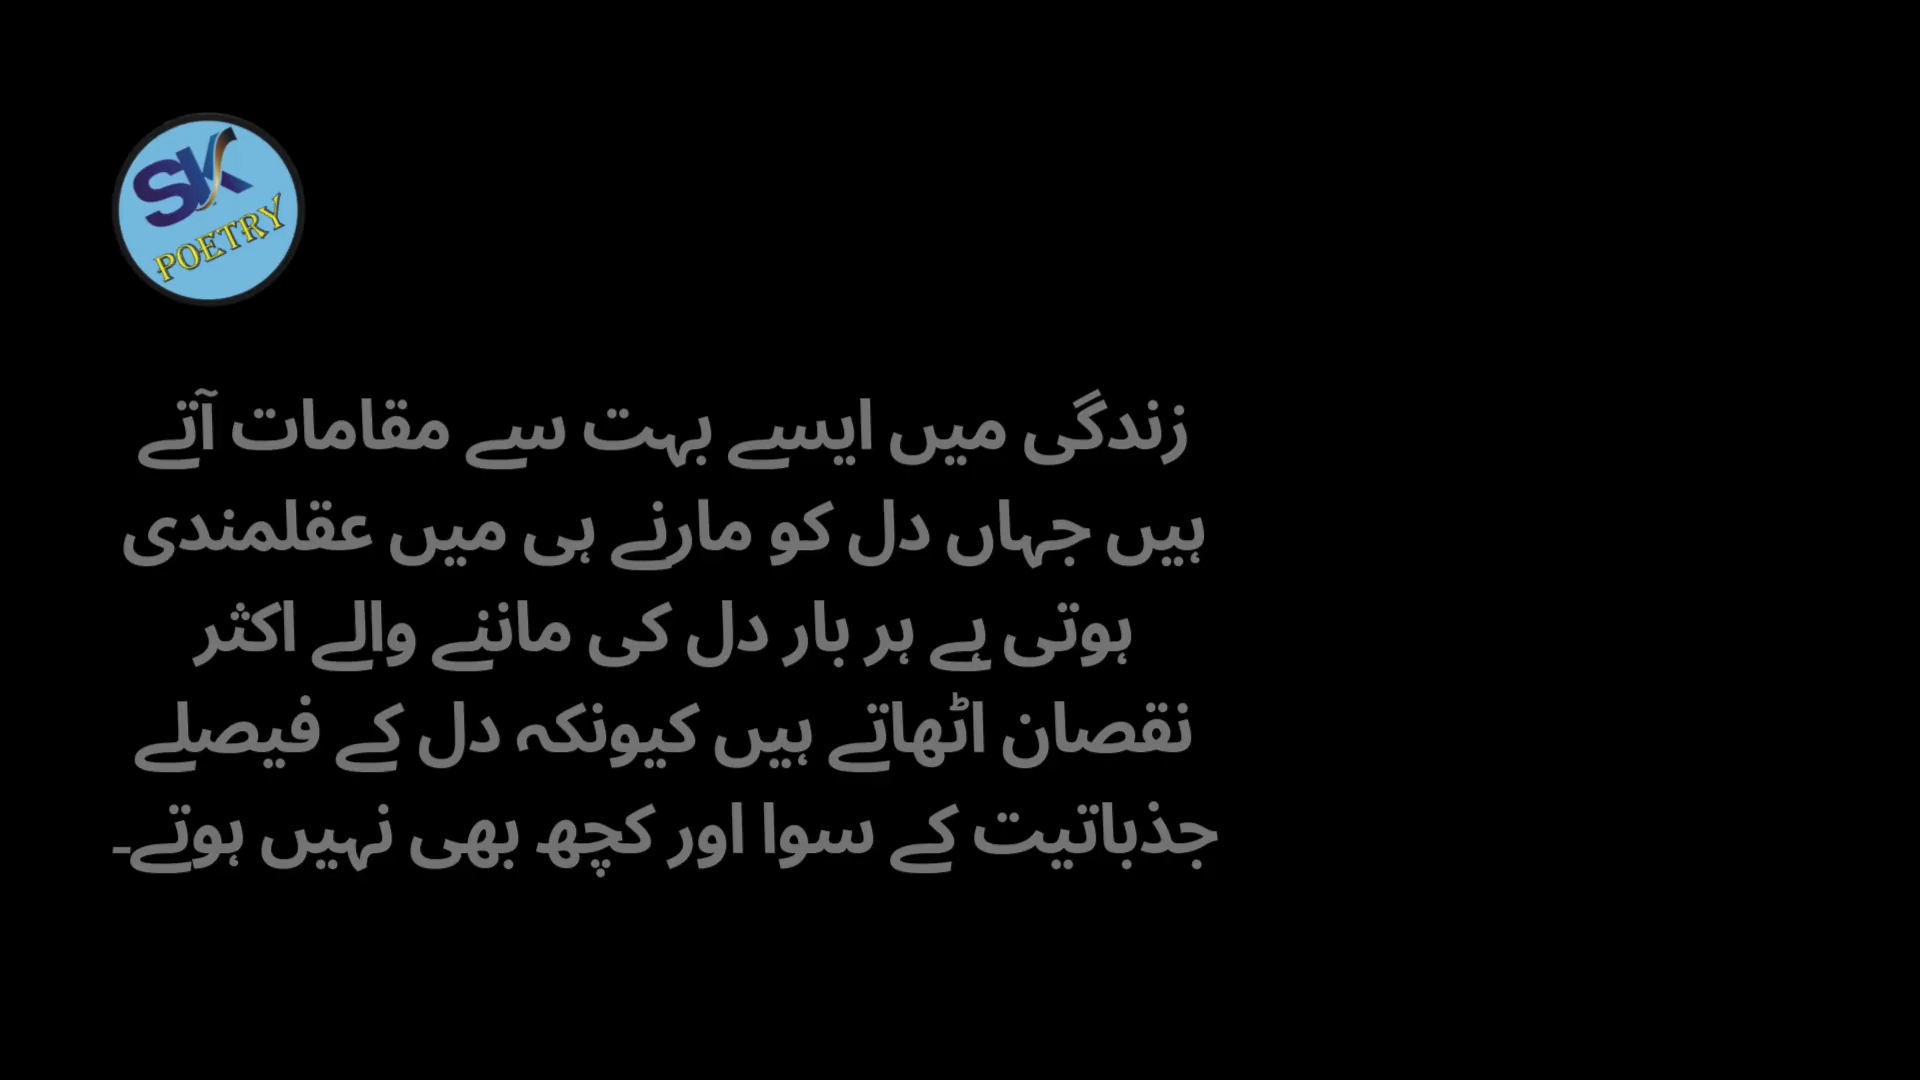 SK
POETRY
زندگی میں ایسے بہت سے مقامات آتے
ہیں جہاں دل کو مارنے ہی میں عقلمندی
ہوتی ہے ہر بار دل کی ماننے والے اکثر
نقصان اٹھاتے ہیں کیونکہ دل کے فیصلے
جذباتیت کے سوا اور کچھ بھی نہیں ہوتے۔